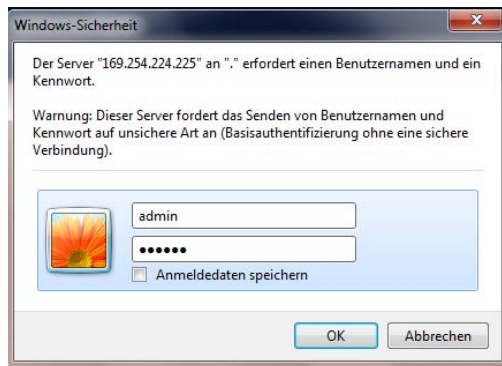 Windows-Sicherheit
Der Server "169.254.224.225" an "." erfordert einen Benutzernamen und ein
Kennwort.
Warnung: Dieser Server fordert das Senden von Benutzernamen und
Kennwort auf unsichere Art an (Basisauthentifizierung ohne eine sichere
Verbindung).
admin
••••••
Anmeldedaten speichern
OK
Abbrechen